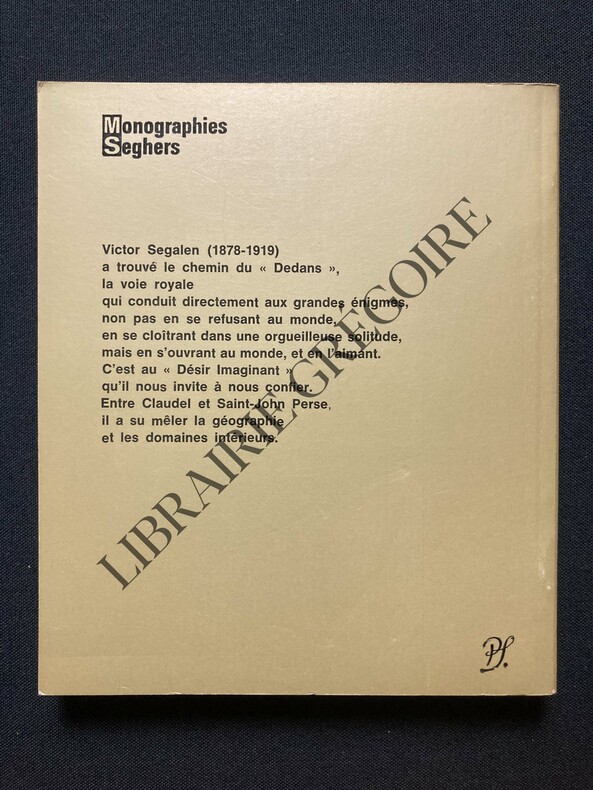 Monographies
Seghers
Victor Segalen (1878-1919)
a trouvé le chemin du « Dedans »,
la voie royale
qui conduit directement aux grandes énigmes,
non pas en se refusant au monde,
en se cloîtrant dans une orgueilleuse solitude,
mais en s'ouvrant au monde, et en l'aimant.
C'est au « Désir Imaginant »
qu'il nous invite à nous confier.
Entre Claudel et Saint-John Perse,
il a su mêler la géographie
et les domaines intérieurs.
LIBRAIRIE GREGOIRE
PS.